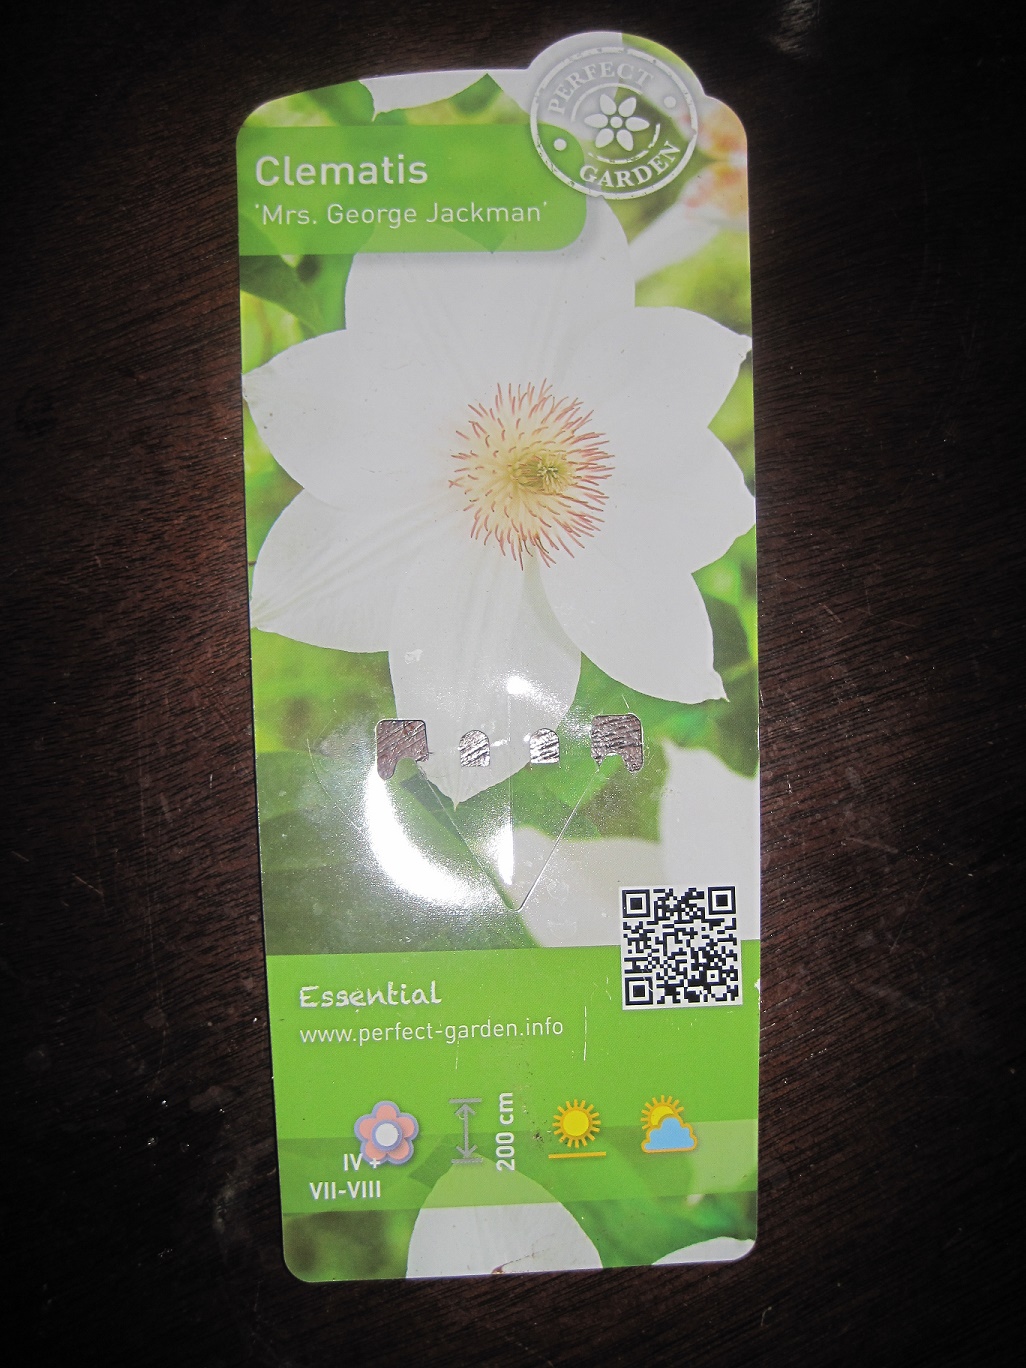 PERFECT
GARDEN
Clematis
'Mrs. George Jackman'
Essential
www.perfect-garden.info
200 cm
IV +
VII-VIII